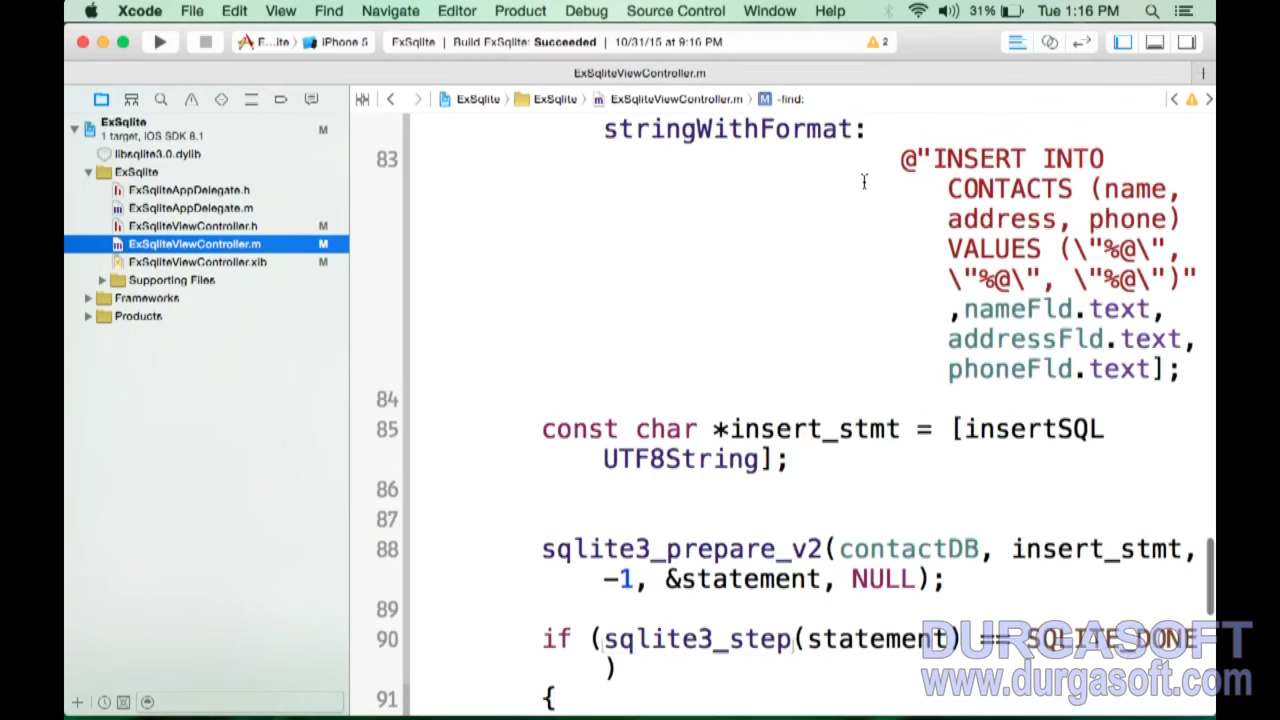 Xcode File Edit View Find Navigate Editor Product Debug Source Control Window Help 31% Tue 1:16 PM
E...ite) iPhone 5 ExSqlite | Build ExSqlite: Succeeded | 10/31/15 at 9:16 PM 2
ExSqliteViewController.m +
ExSqlite ExSqlite ExSqliteViewController.m M -find:
ExSqlite M
1 target, iOS SDK 8.1
libsqlite3.0.dylib
ExSqlite
h ExSqliteAppDelegate.h
m ExSqliteAppDelegate.m
h ExSqliteViewController.h M
m ExSqliteViewController.m M
ExSqliteViewController.xib M
Supporting Files
Frameworks
Products
stringWithFormat:
83 @"INSERT INTO
CONTACTS (name,
address, phone)
VALUES (\"%@\",
\"%@\", \"%@\")"
,nameFld.text,
addressFld.text,
phoneFld.text];
84
85 const char *insert_stmt = [insertSQL
UTF8String];
86
87
88 sqlite3_prepare_v2(contactDB, insert_stmt,
-1, &statement, NULL);
89
90 if (sqlite3_step(statement) == SQLITE_DONE
)
91 {
DURGASOFT
www.durgasoft.com